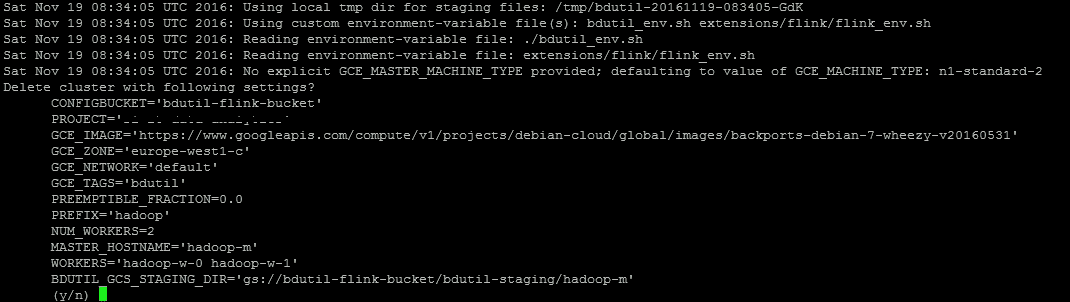 Sat Nov 19 08:34:05 UTC 2016: Using local tmp dir for staging files: /tmp/bdutil-20161119-083405-GdK
Sat Nov 19 08:34:05 UTC 2016: Using custom environment-variable file(s): bdutil_env.sh extensions/flink/flink_env.sh
Sat Nov 19 08:34:05 UTC 2016: Reading environment-variable file: ./bdutil_env.sh
Sat Nov 19 08:34:05 UTC 2016: Reading environment-variable file: extensions/flink/flink_env.sh
Sat Nov 19 08:34:05 UTC 2016: No explicit GCE_MASTER_MACHINE_TYPE provided; defaulting to value of GCE_MACHINE_TYPE: n1-standard-2
Delete cluster with following settings?
CONFIGBUCKET='bdutil-flink-bucket'
PROJECT='
GCE_IMAGE='https://www.googleapis.com/compute/v1/projects/debian-cloud/global/images/backports-debian-7-wheezy-v20160531'
GCE_ZONE='europe-west1-c'
GCE_NETWORK='default'
GCE_TAGS='bdutil'
PREEMPTIBLE_FRACTION=0.0
PREFIX='hadoop'
NUM_WORKERS=2
MASTER_HOSTNAME='hadoop-m'
WORKERS='hadoop-w-0 hadoop-w-1'
BDUTIL_GCS_STAGING_DIR='gs://bdutil-flink-bucket/bdutil-staging/hadoop-m'
(y/n)